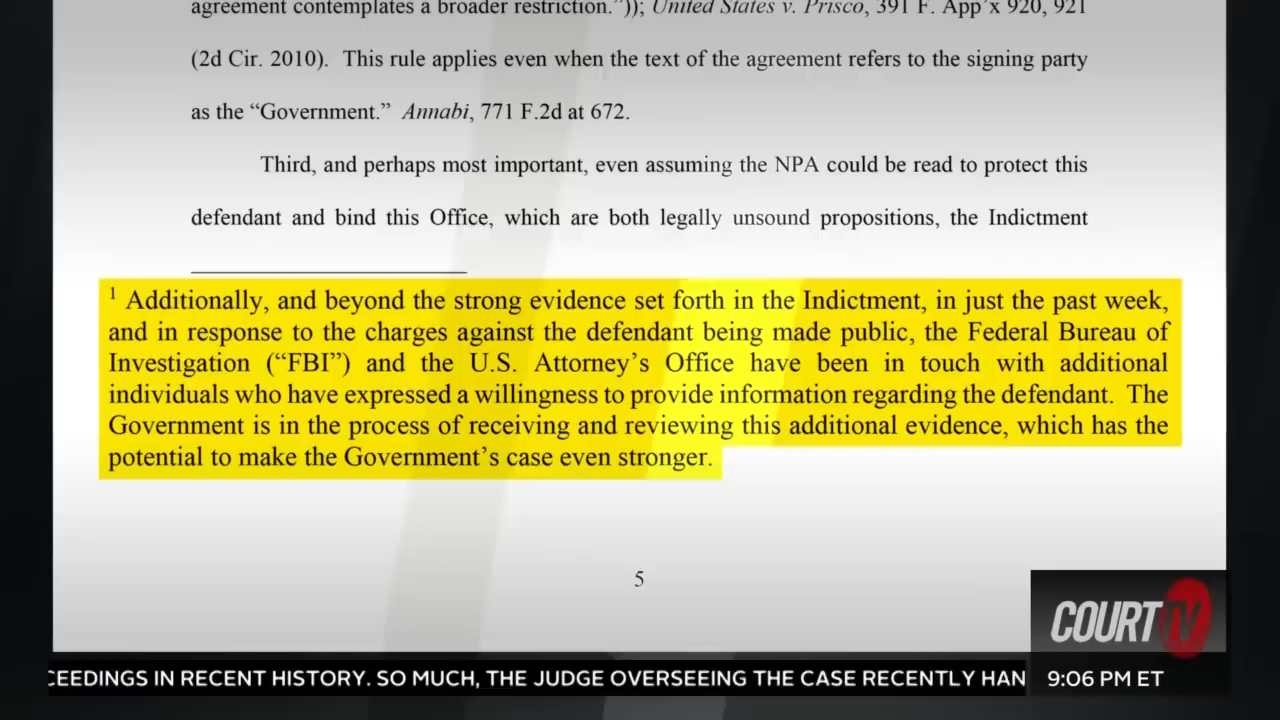 agreement contemplates a broader restriction.”)); United States v. Prisco, 391 F. App’x 920, 921
(2d Cir. 2010). This rule applies even when the text of the agreement refers to the signing party
as the “Government.” Annabi, 771 F.2d at 672.
Third, and perhaps most important, even assuming the NPA could be read to protect this
defendant and bind this Office, which are both legally unsound propositions, the Indictment
1 Additionally, and beyond the strong evidence set forth in the Indictment, in just the past week,
and in response to the charges against the defendant being made public, the Federal Bureau of
Investigation (“FBI”) and the U.S. Attorney’s Office have been in touch with additional
individuals who have expressed a willingness to provide information regarding the defendant. The
Government is in the process of receiving and reviewing this additional evidence, which has the
potential to make the Government’s case even stronger.
5
COURT TV
CEEDINGS IN RECENT HISTORY. SO MUCH, THE JUDGE OVERSEEING THE CASE RECENTLY HAN
9:06 PM ET